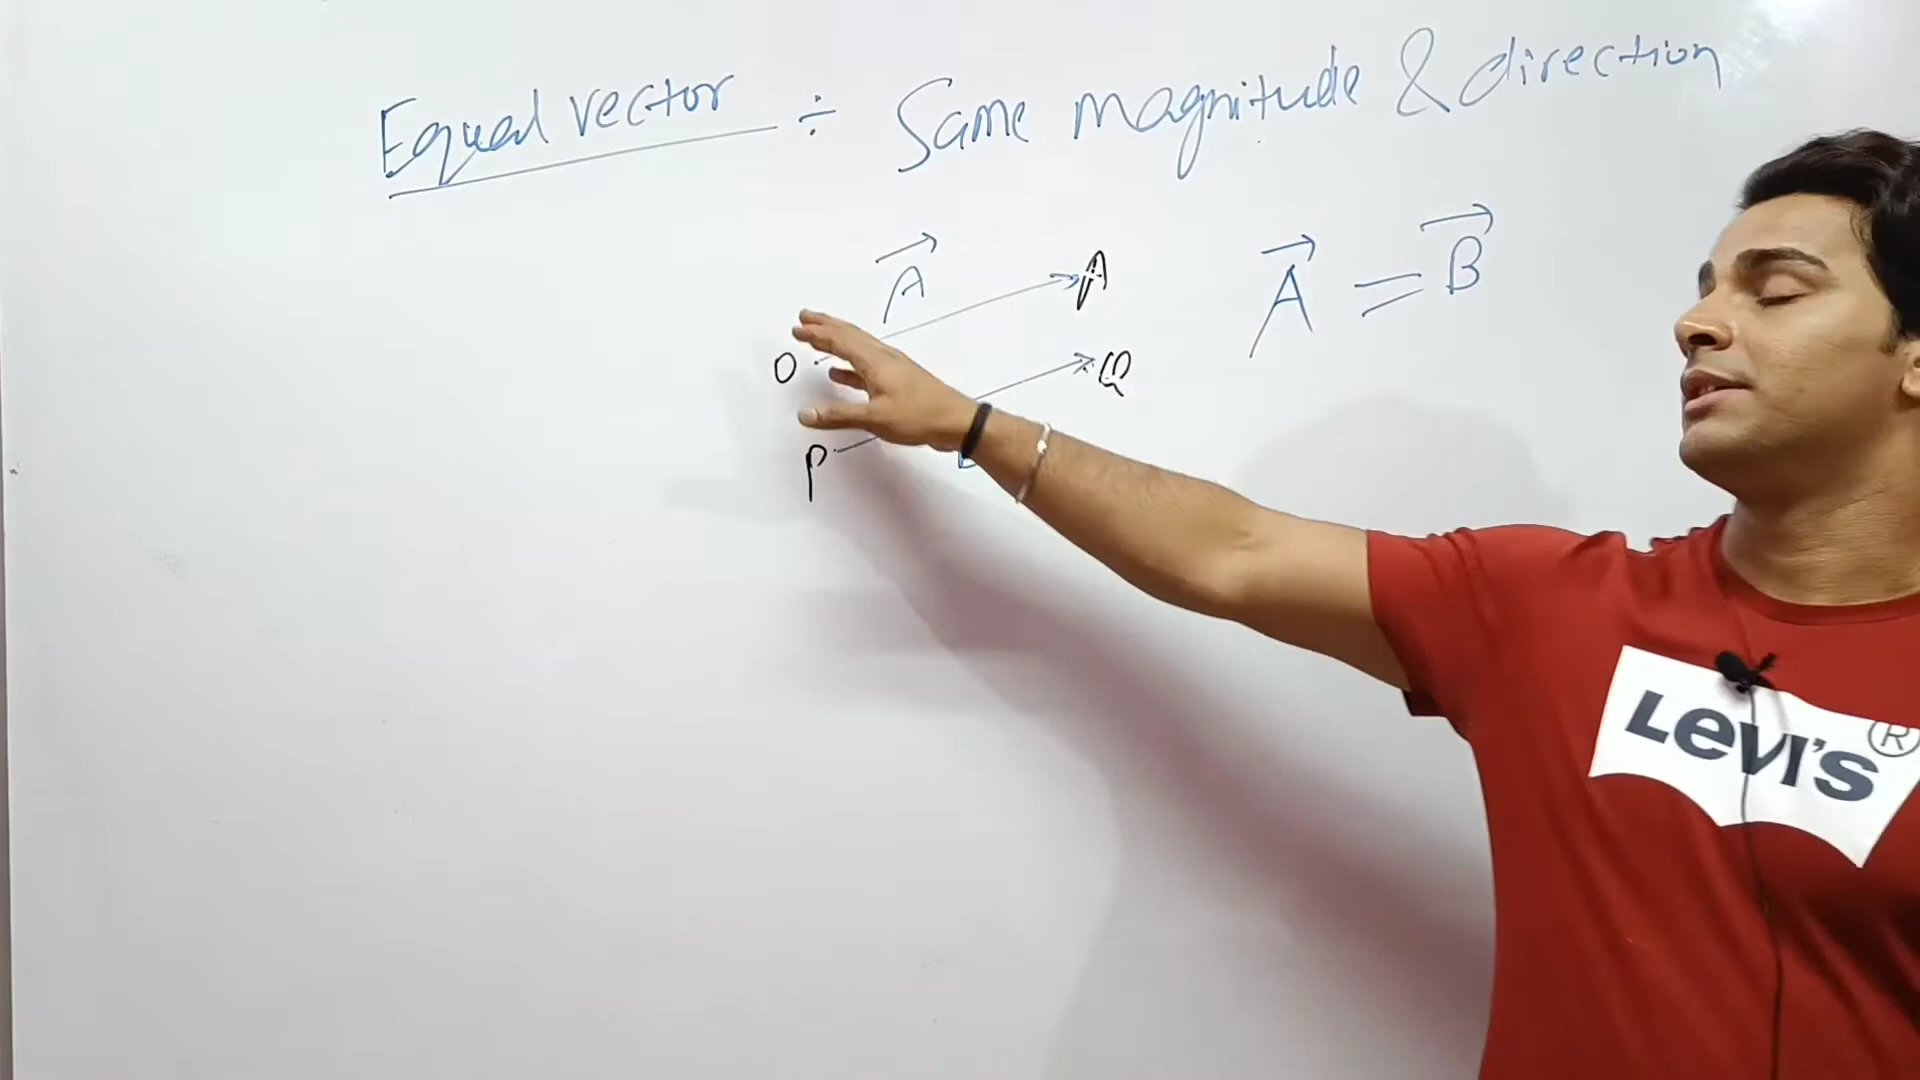 Equal vector ÷ Same magnitude & direction
A A A = B
O Q
P
LEVI'S ®